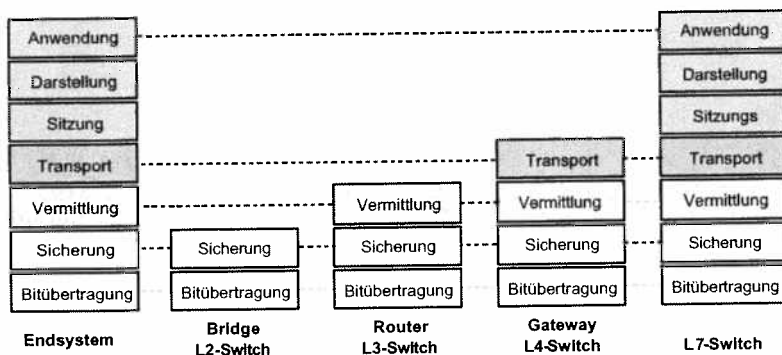 Anwendung
Anwendung
Darstellung
Darstellung
Sitzung
Sitzungs
Transport
Transport
Transport
Vermittlung
Vermittlung
Vermittlung
Vermittlung
Sicherung
Sicherung
Sicherung
Sicherung
Sicherung
Bitübertragung
Bitübertragung
Bitübertragung
Bitübertragung
Bitübertragung
Endsystem
Bridge
L2-Switch
Router
L3-Switch
Gateway
L4-Switch
L7-Switch